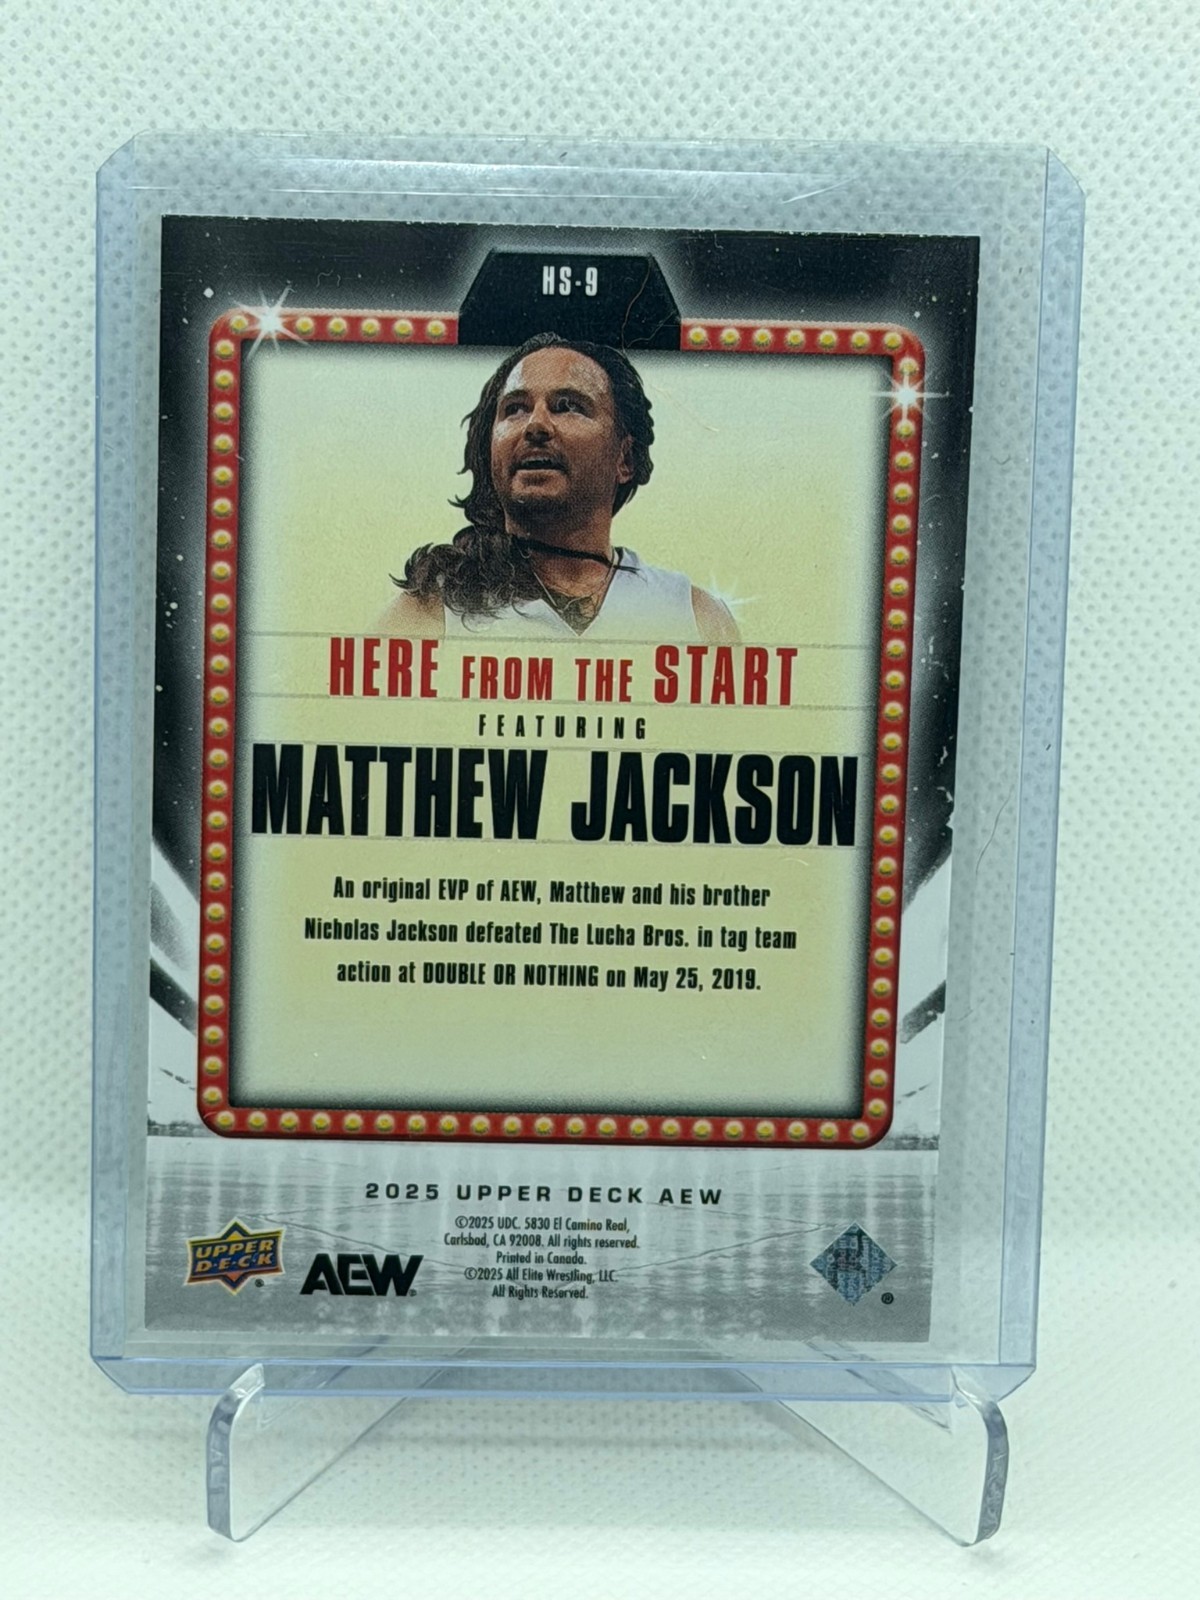 HS-9
HERE FROM THE START
FEATURING
MATTHEW JACKSON
An original EVP of AEW, Matthew and his brother
Nicholas Jackson defeated The Lucha Bros. in tag team
action at DOUBLE OR NOTHING on May 25, 2019.
2025 UPPER DECK AEW
©2025 UDC. 5830 El Camino Real,
Carlsbad, CA 92008. All rights reserved.
Printed in Canada.
©2025 All Elite Wrestling, LLC.
All Rights Reserved.
UPPER
D·E·C·K
®
AEW
®